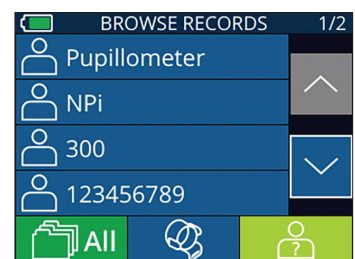 BROWSE RECORDS 1/2
Pupillometer
NPi
300
123456789
All
?